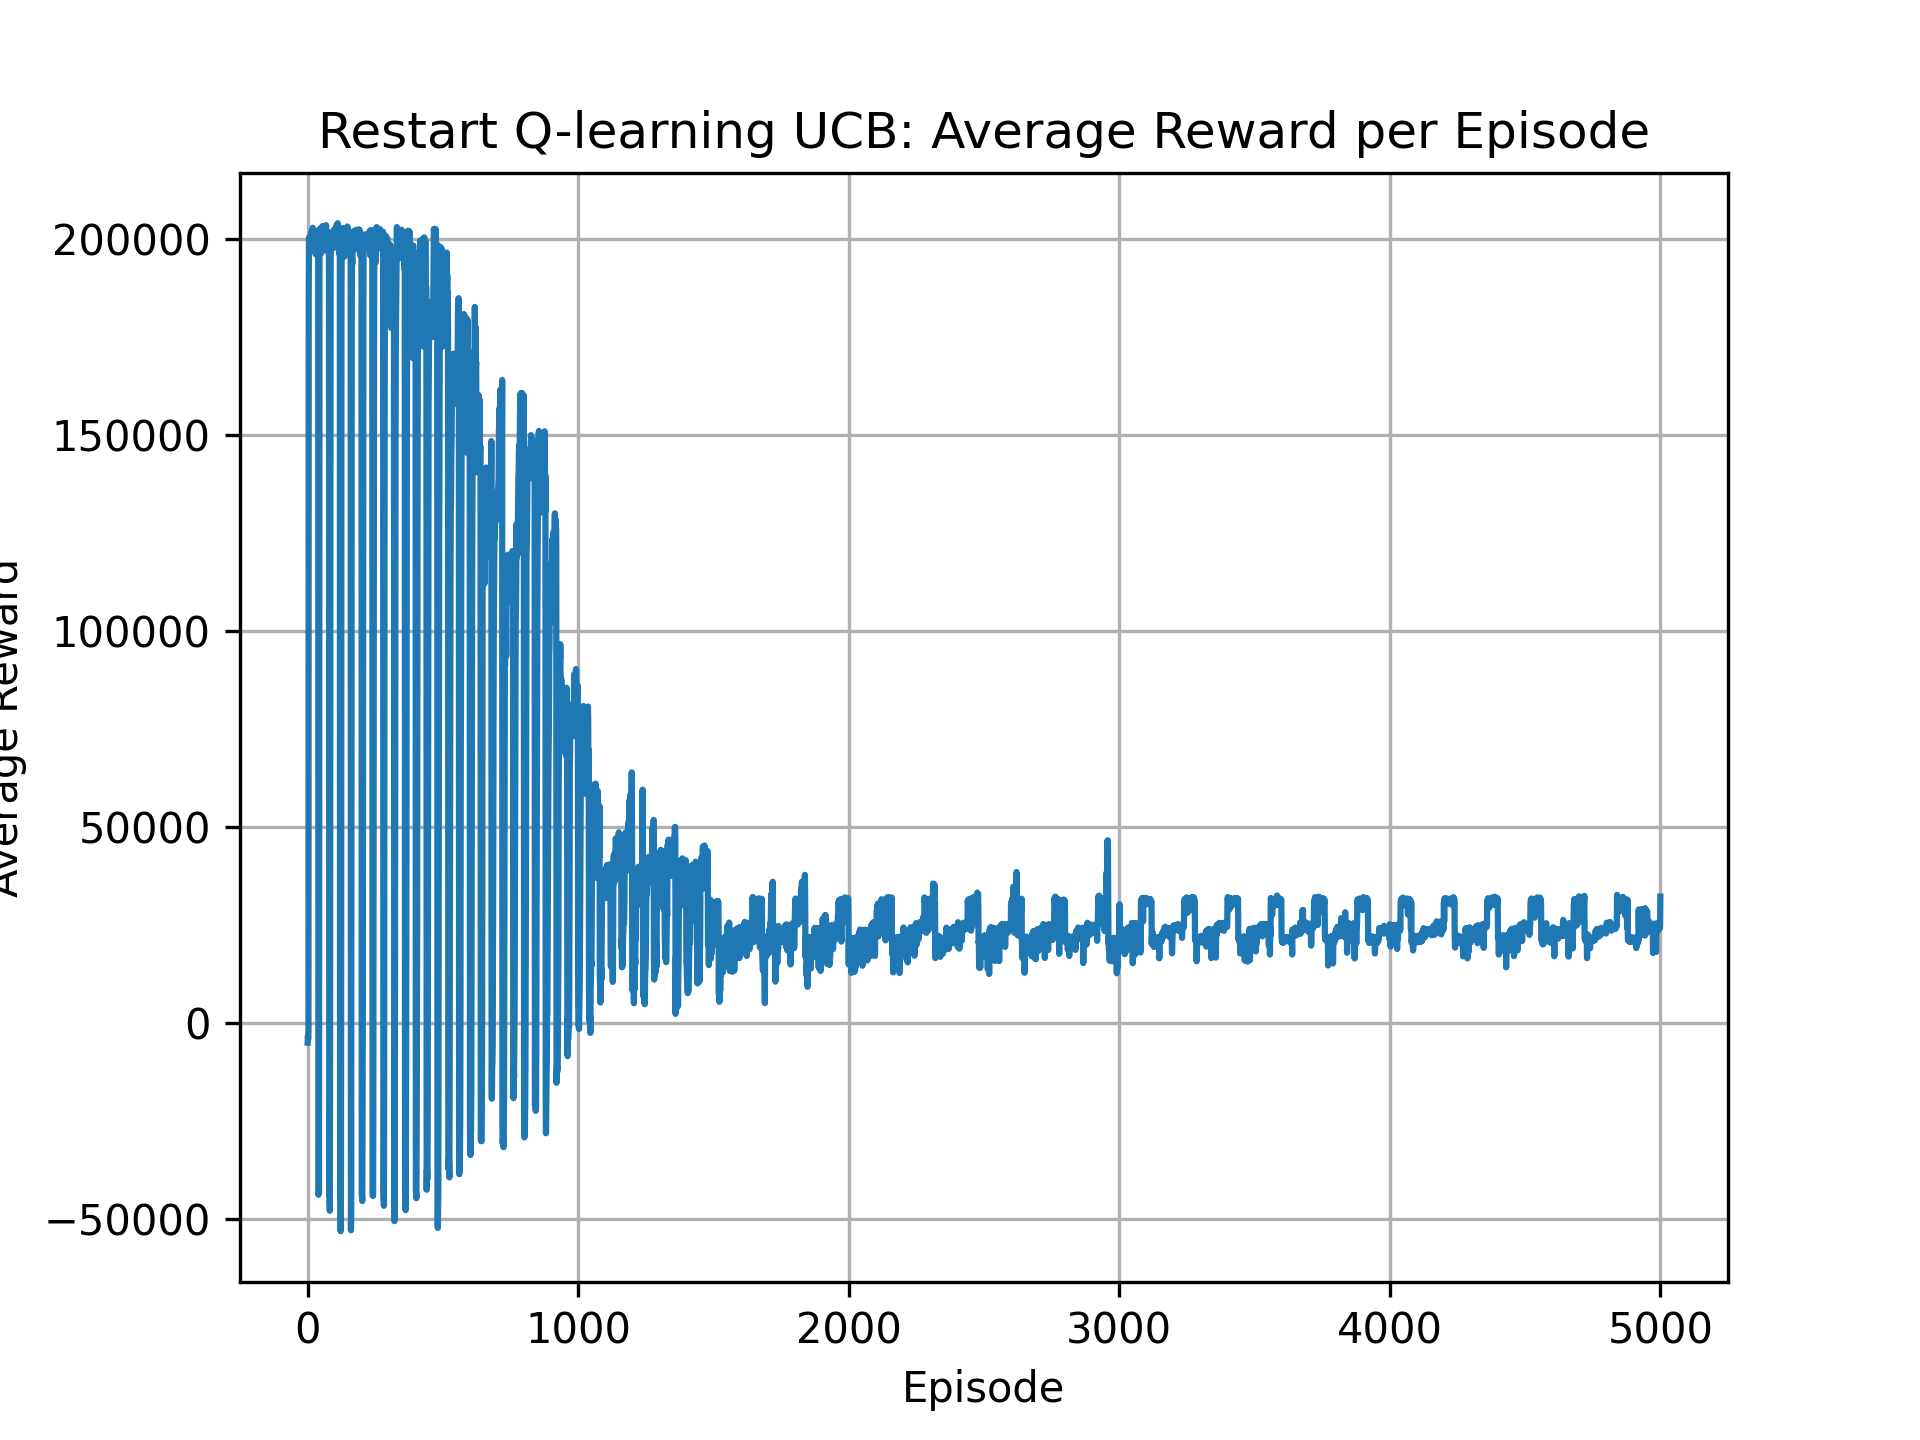 Restart Q-learning UCB: Average Reward per Episode
200000
150000
100000
50000
0
−50000
Average Reward
0 1000 2000 3000 4000 5000
Episode